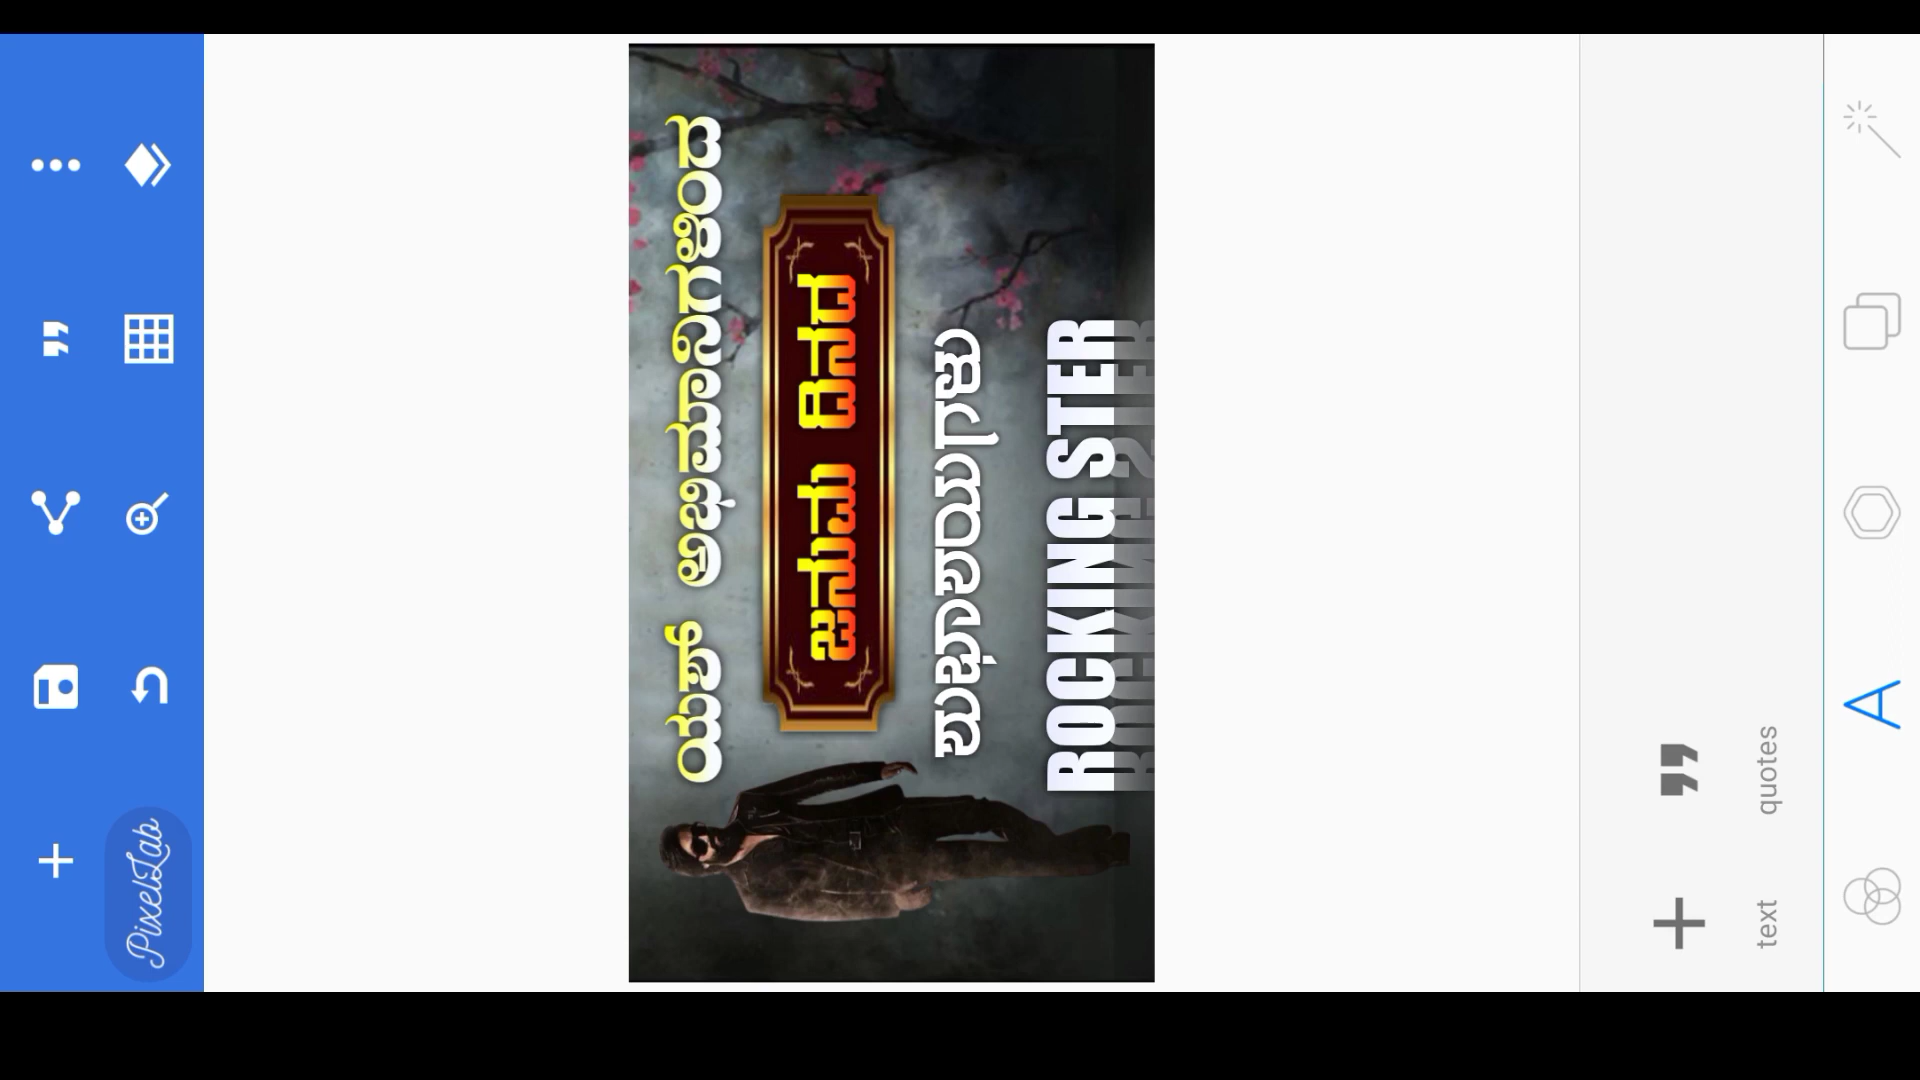 PixelLab
ಯಶ್ ಅಭಿಮಾನಿಗಳಿಂದ
ಜನುಮ ದಿನದ
ಶುಭಾಶಯಗಳು
ROCKING STER
text
quotes